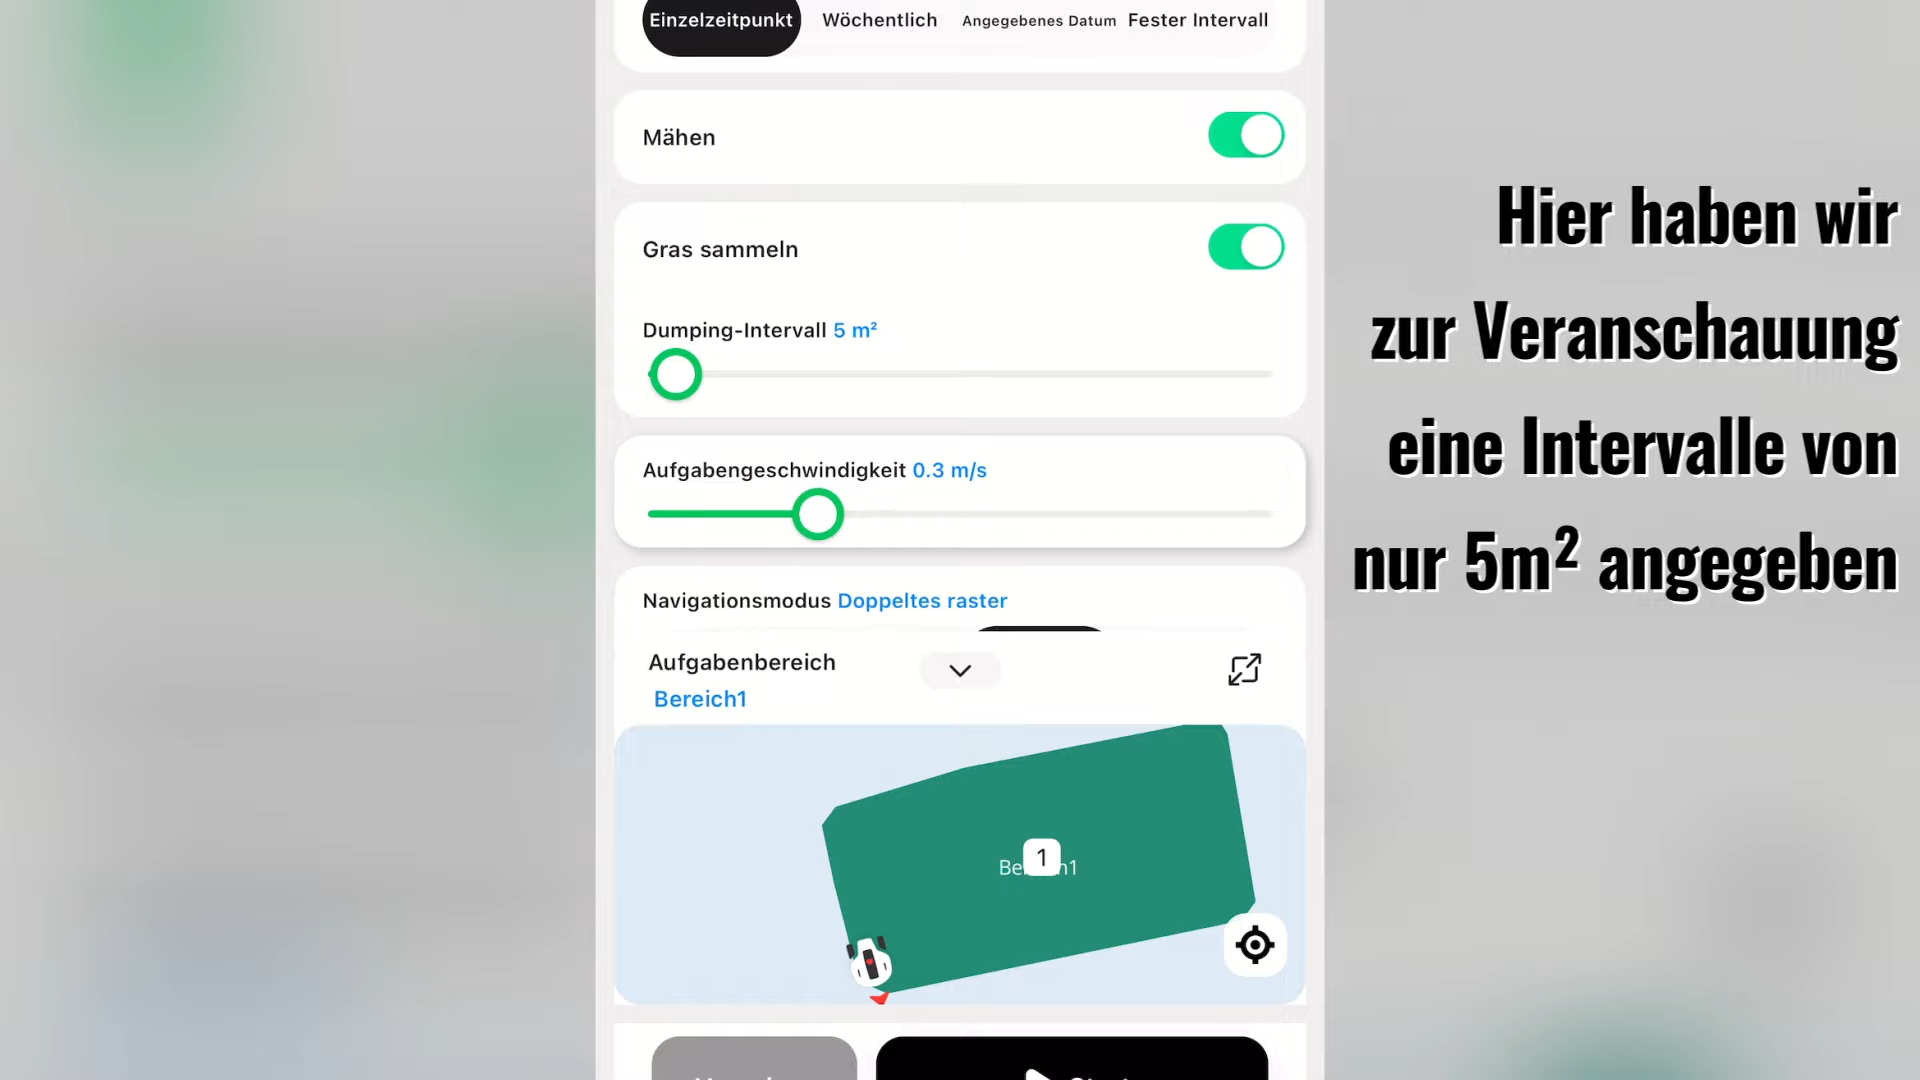 Einzelzeitpunkt Wöchentlich Angegebenes Datum Fester Intervall
Mähen
Gras sammeln
Dumping-Intervall 5 m²
Aufgabengeschwindigkeit 0.3 m/s
Navigationsmodus Doppeltes raster
Aufgabenbereich
Bereich1
1
Hier haben wir
zur Veranschauung
eine Intervalle von
nur 5m² angegeben